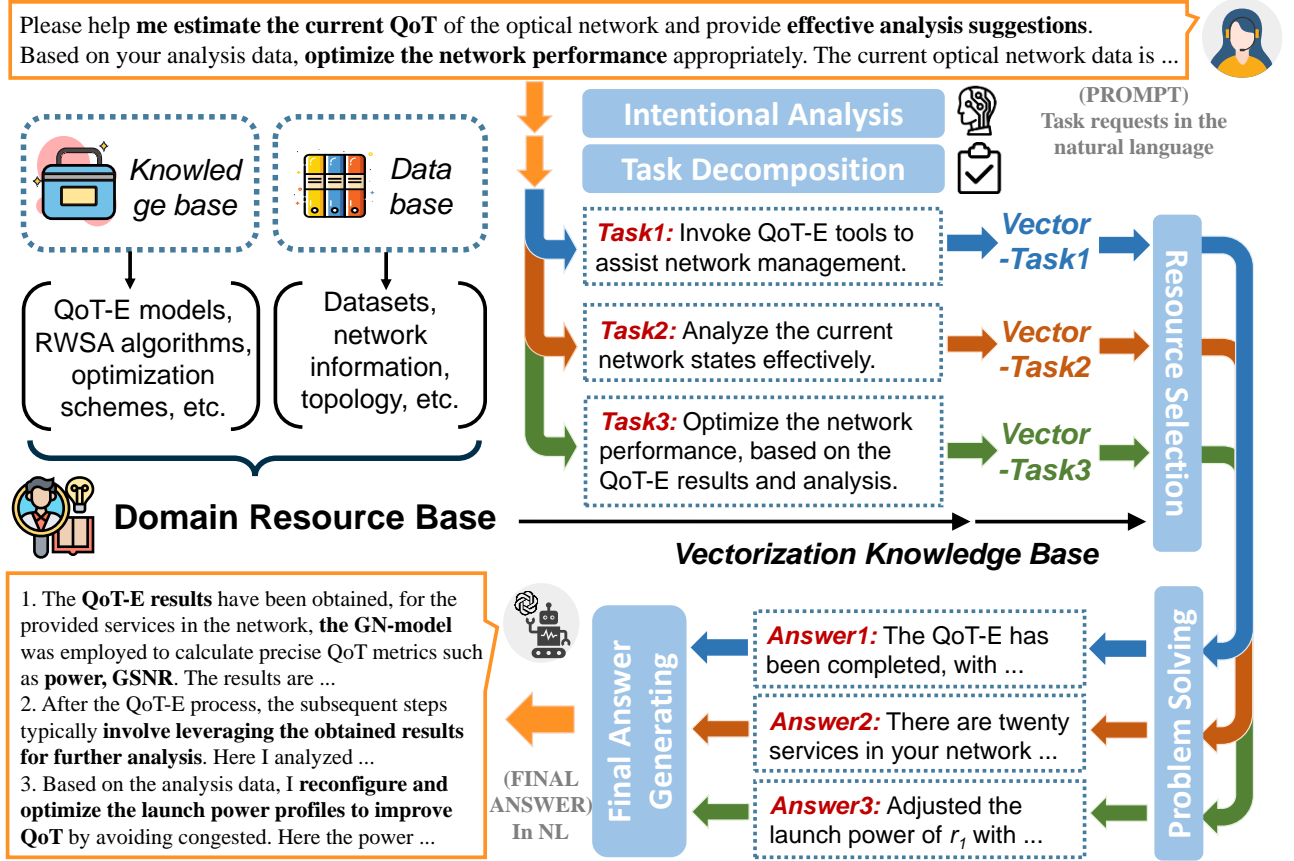 Please help me estimate the current QoT of the optical network and provide effective analysis suggestions.
Based on your analysis data, optimize the network performance appropriately. The current optical network data is ...
(PROMPT)
Task requests in the
natural language
Intentional Analysis
Task Decomposition
Knowled
ge base
Data
base
QoT-E models,
RWSA algorithms,
optimization
schemes, etc.
Datasets,
network
information,
topology, etc.
Domain Resource Base
Task1: Invoke QoT-E tools to
assist network management.
Vector
-Task1
Task2: Analyze the current
network states effectively.
Vector
-Task2
Task3: Optimize the network
performance, based on the
QoT-E results and analysis.
Vector
-Task3
Resource Selection
Vectorization Knowledge Base
Problem Solving
Answer1: The QoT-E has
been completed, with ...
Answer2: There are twenty
services in your network ...
Answer3: Adjusted the
launch power of r1 with ...
Final Answer
Generating
(FINAL
ANSWER)
In NL
1. The QoT-E results have been obtained, for the
provided services in the network, the GN-model
was employed to calculate precise QoT metrics such
as power, GSNR. The results are ...
2. After the QoT-E process, the subsequent steps
typically involve leveraging the obtained results
for further analysis. Here I analyzed ...
3. Based on the analysis data, I reconfigure and
optimize the launch power profiles to improve
QoT by avoiding congested. Here the power ...